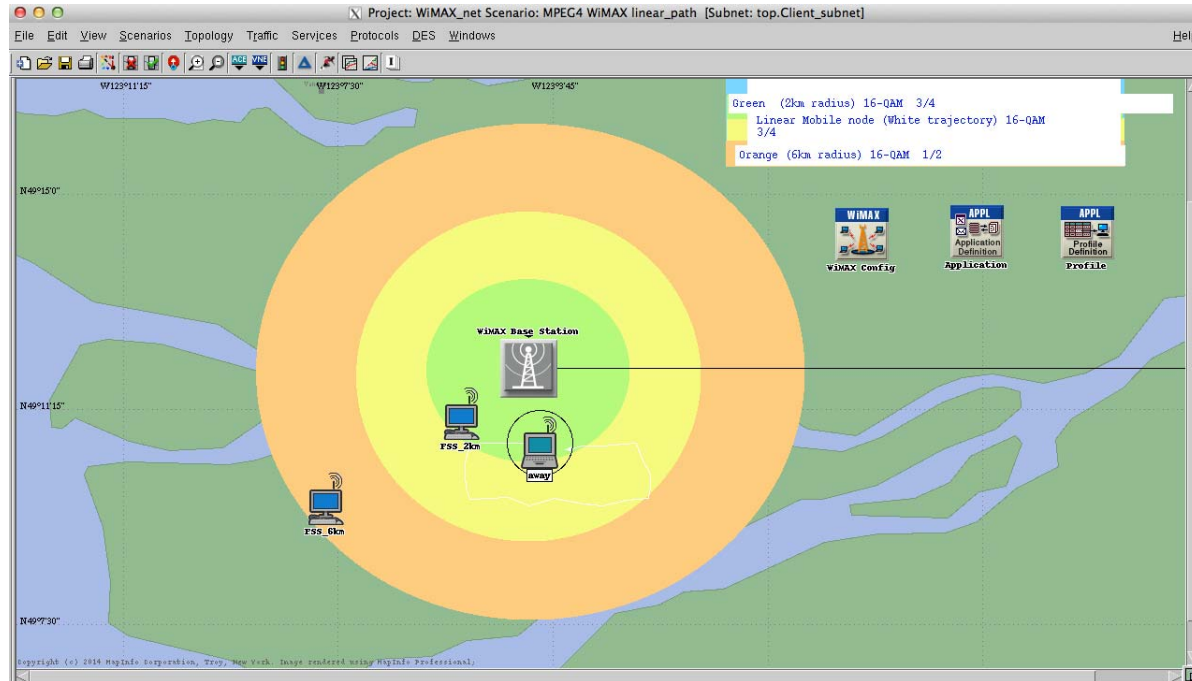 Project: WiMAX_net Scenario: MPEG4 WiMAX linear_path [Subnet: top.Client_subnet]
File Edit View Scenarios Topology Traffic Services Protocols DES Windows Hel
ACE VNE
W123°11'15" W123°7'30" W123°3'45"
Green (2km radius) 16-QAM 3/4
Linear Mobile node (White trajectory) 16-QAM
3/4
Orange (6km radius) 16-QAM 1/2
N49°15'0"
WiMAX
APPL
Application
Definition
APPL
Profile
Definition
WiMAX Config
Application
Profile
WiMAX Base Station
N49°11'15"
FSS_2km
away
FSS_6km
N49°7'30"
Copyright (c) 2014 MapInfo Corporation, Troy, New York. Image rendered using MapInfo Professional;